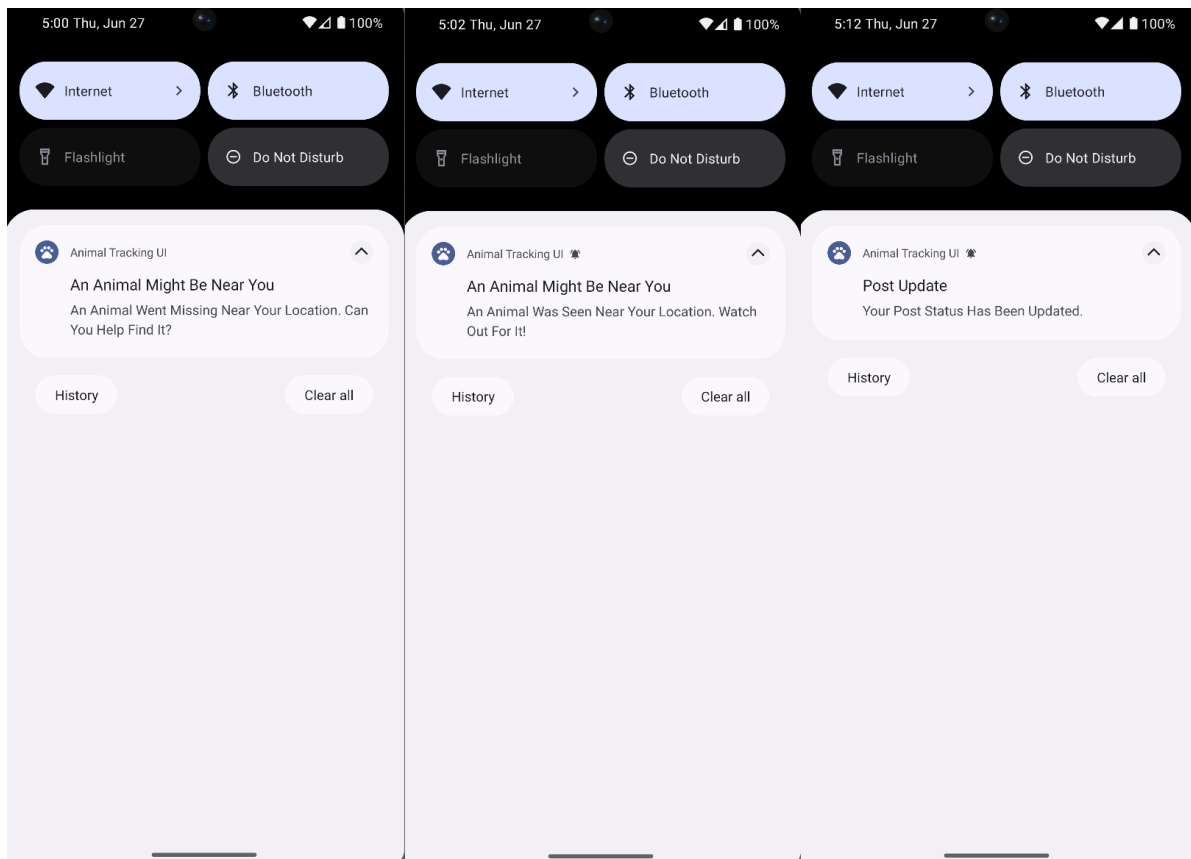 5:00 Thu, Jun 27
100%
Internet
Bluetooth
Flashlight
Do Not Disturb
Animal Tracking UI
An Animal Might Be Near You
An Animal Went Missing Near Your Location. Can
You Help Find It?
History
Clear all
5:02 Thu, Jun 27
100%
Internet
Bluetooth
Flashlight
Do Not Disturb
Animal Tracking UI
An Animal Might Be Near You
An Animal Was Seen Near Your Location. Watch
Out For It!
History
Clear all
5:12 Thu, Jun 27
100%
Internet
Bluetooth
Flashlight
Do Not Disturb
Animal Tracking UI
Post Update
Your Post Status Has Been Updated.
History
Clear all